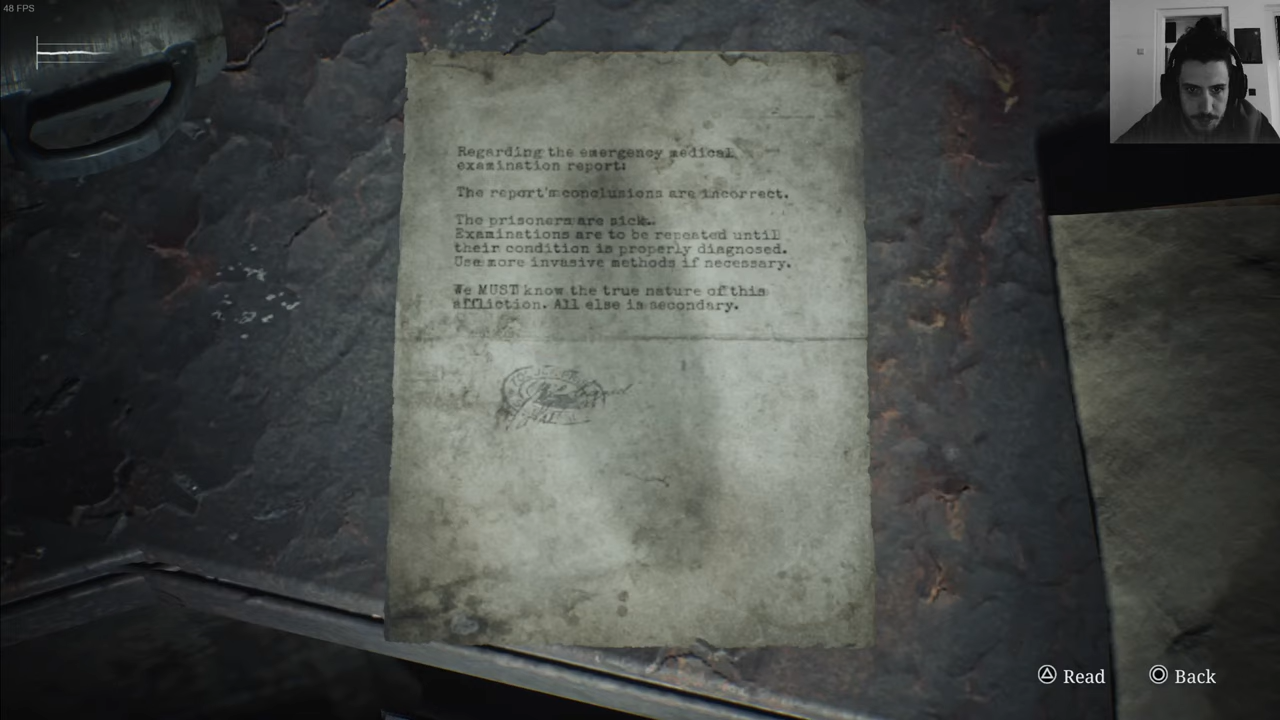 48 FPS
Regarding the emergency medical
examination report:
The report's conclusions are incorrect.
The prisoners are sick.
Examinations are to be repeated until
their condition is properly diagnosed.
Use more invasive methods if necessary.
We MUST know the true nature of this
affliction. All else is secondary.
Read
Back